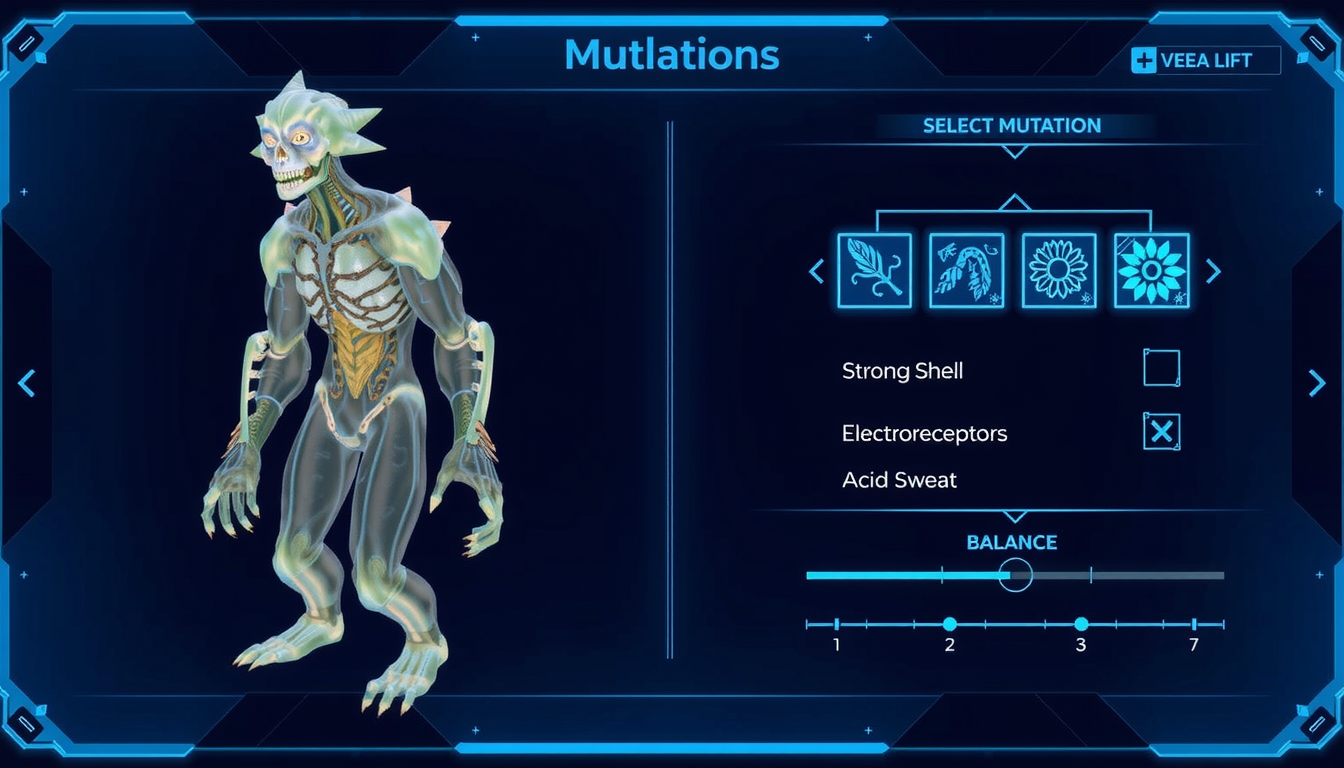 Mutlations
VEEA LIFT
SELECT MUTATION
Strong Shell
Electroreceptors
Acid Sweat
BALANCE
1 2 3 7